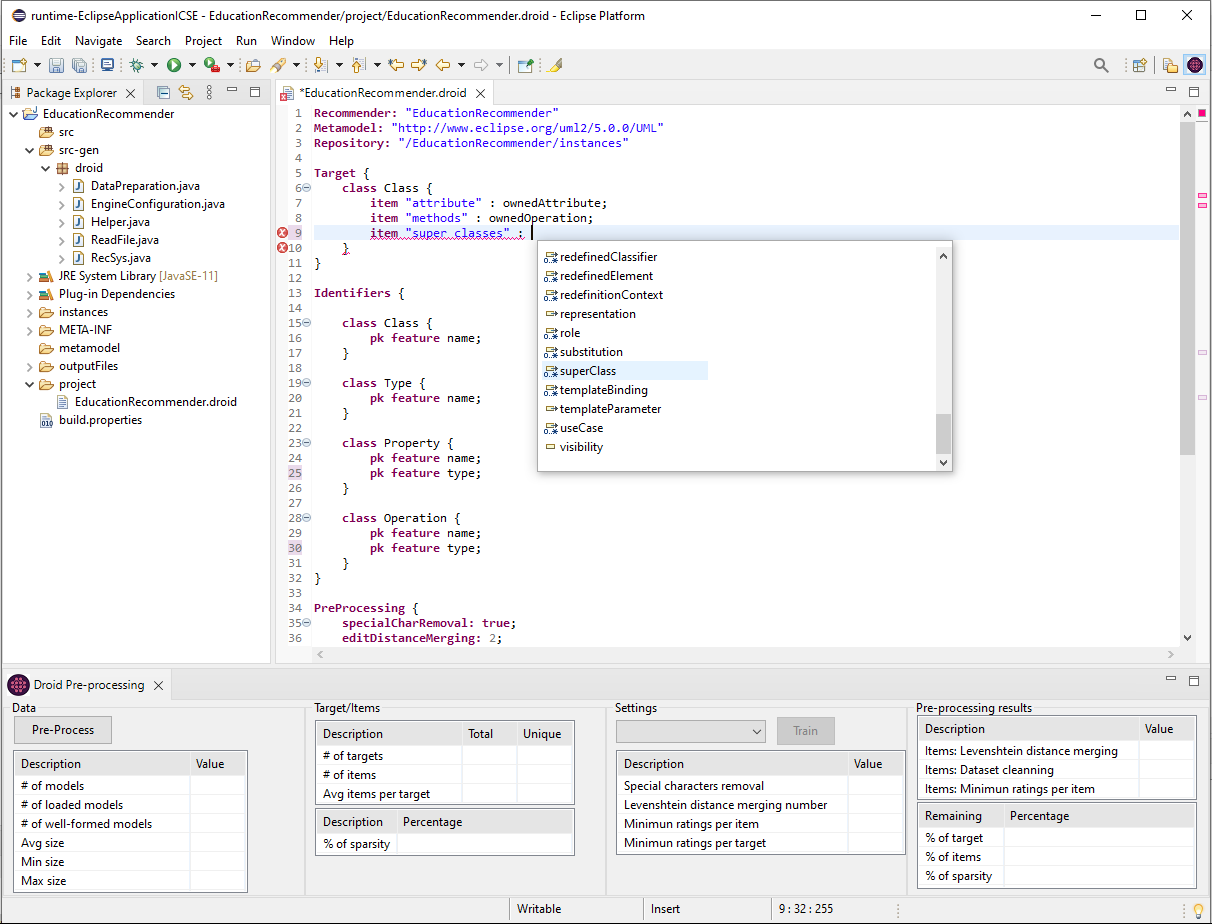 runtime-EclipseApplicationICSE - EducationRecommender/project/EducationRecommender.droid - Eclipse Platform
File Edit Navigate Search Project Run Window Help
Package Explorer
EducationRecommender
src
src-gen
droid
DataPreparation.java
EngineConfiguration.java
Helper.java
ReadFile.java
RecSys.java
JRE System Library [JavaSE-11]
Plug-in Dependencies
instances
META-INF
metamodel
outputFiles
project
EducationRecommender.droid
build.properties
*EducationRecommender.droid
1 Recommender: "EducationRecommender"
2 Metamodel: "http://www.eclipse.org/uml2/5.0.0/UML"
3 Repository: "/EducationRecommender/instances"
4
5 Target {
6 class Class {
7 item "attribute" : ownedAttribute;
8 item "methods" : ownedOperation;
9 item "super classes" :
10 }
11 }
12
13 Identifiers {
14
15 class Class {
16 pk feature name;
17 }
18
19 class Type {
20 pk feature name;
21 }
22
23 class Property {
24 pk feature name;
25 pk feature type;
26 }
27
28 class Operation {
29 pk feature name;
30 pk feature type;
31 }
32 }
33
34 PreProcessing {
35 specialCharRemoval: true;
36 editDistanceMerging: 2;
redefinedClassifier
redefinedElement
redefinitionContext
representation
role
substitution
superClass
templateBinding
templateParameter
useCase
visibility
Droid Pre-processing
Data
Pre-Process
Description Value
# of models
# of loaded models
# of well-formed models
Avg size
Min size
Max size
Target/Items
Description Total Unique
# of targets
# of items
Avg items per target
Description Percentage
% of sparsity
Settings
Train
Description Value
Special characters removal
Levenshtein distance merging number
Minimun ratings per item
Minimun ratings per target
Pre-processing results
Description Value
Items: Levenshtein distance merging
Items: Dataset cleanning
Items: Minimun ratings per item
Remaining Percentage
% of target
% of items
% of sparsity
Writable Insert 9 : 32 : 255